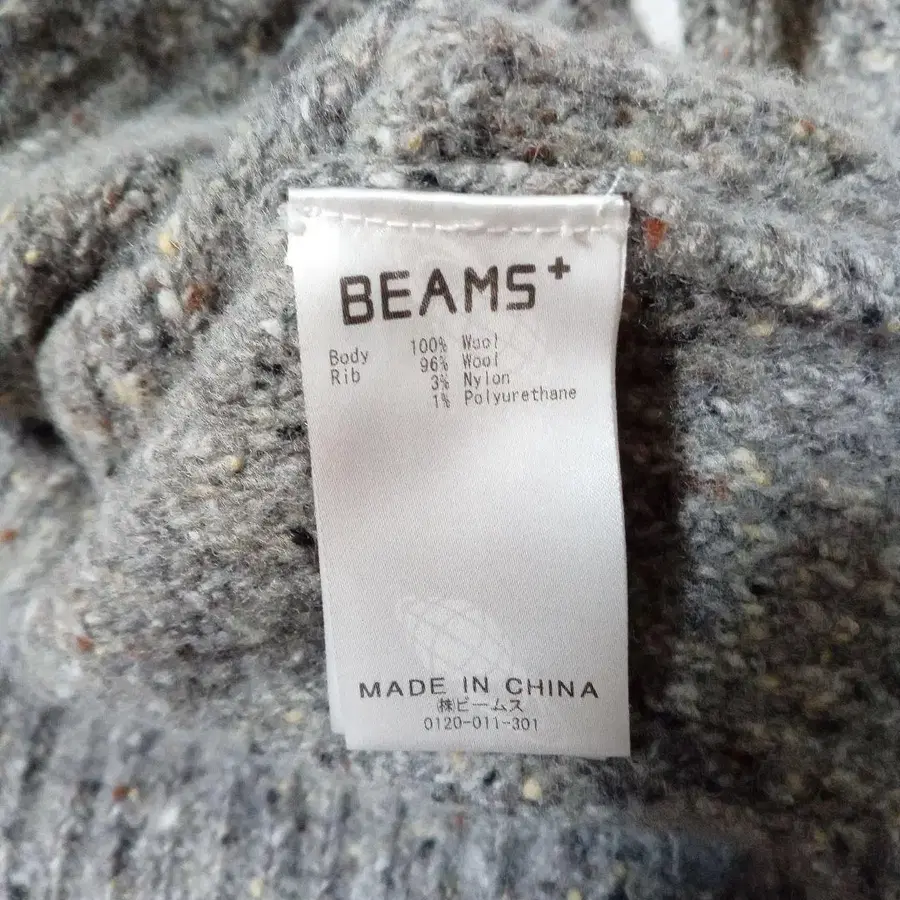 BEAMS+
Body 100% Wool
Rib 96% Wool
3% Nylon
1% Polyurethane
MADE IN CHINA
㈱ビームス
0120-011-301